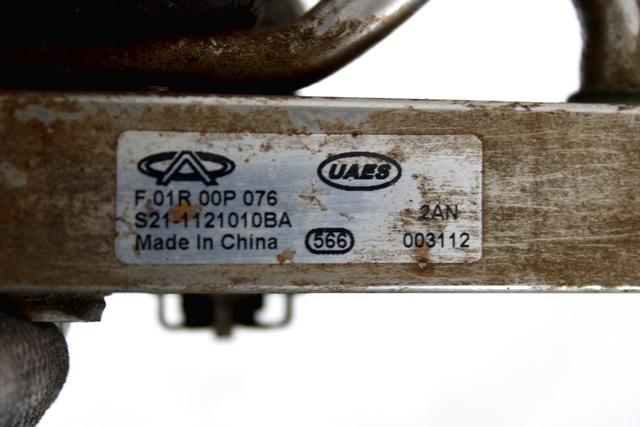 UAES
F 01R 00P 076
S21-1121010BA
2AN
Made In China
566
003112